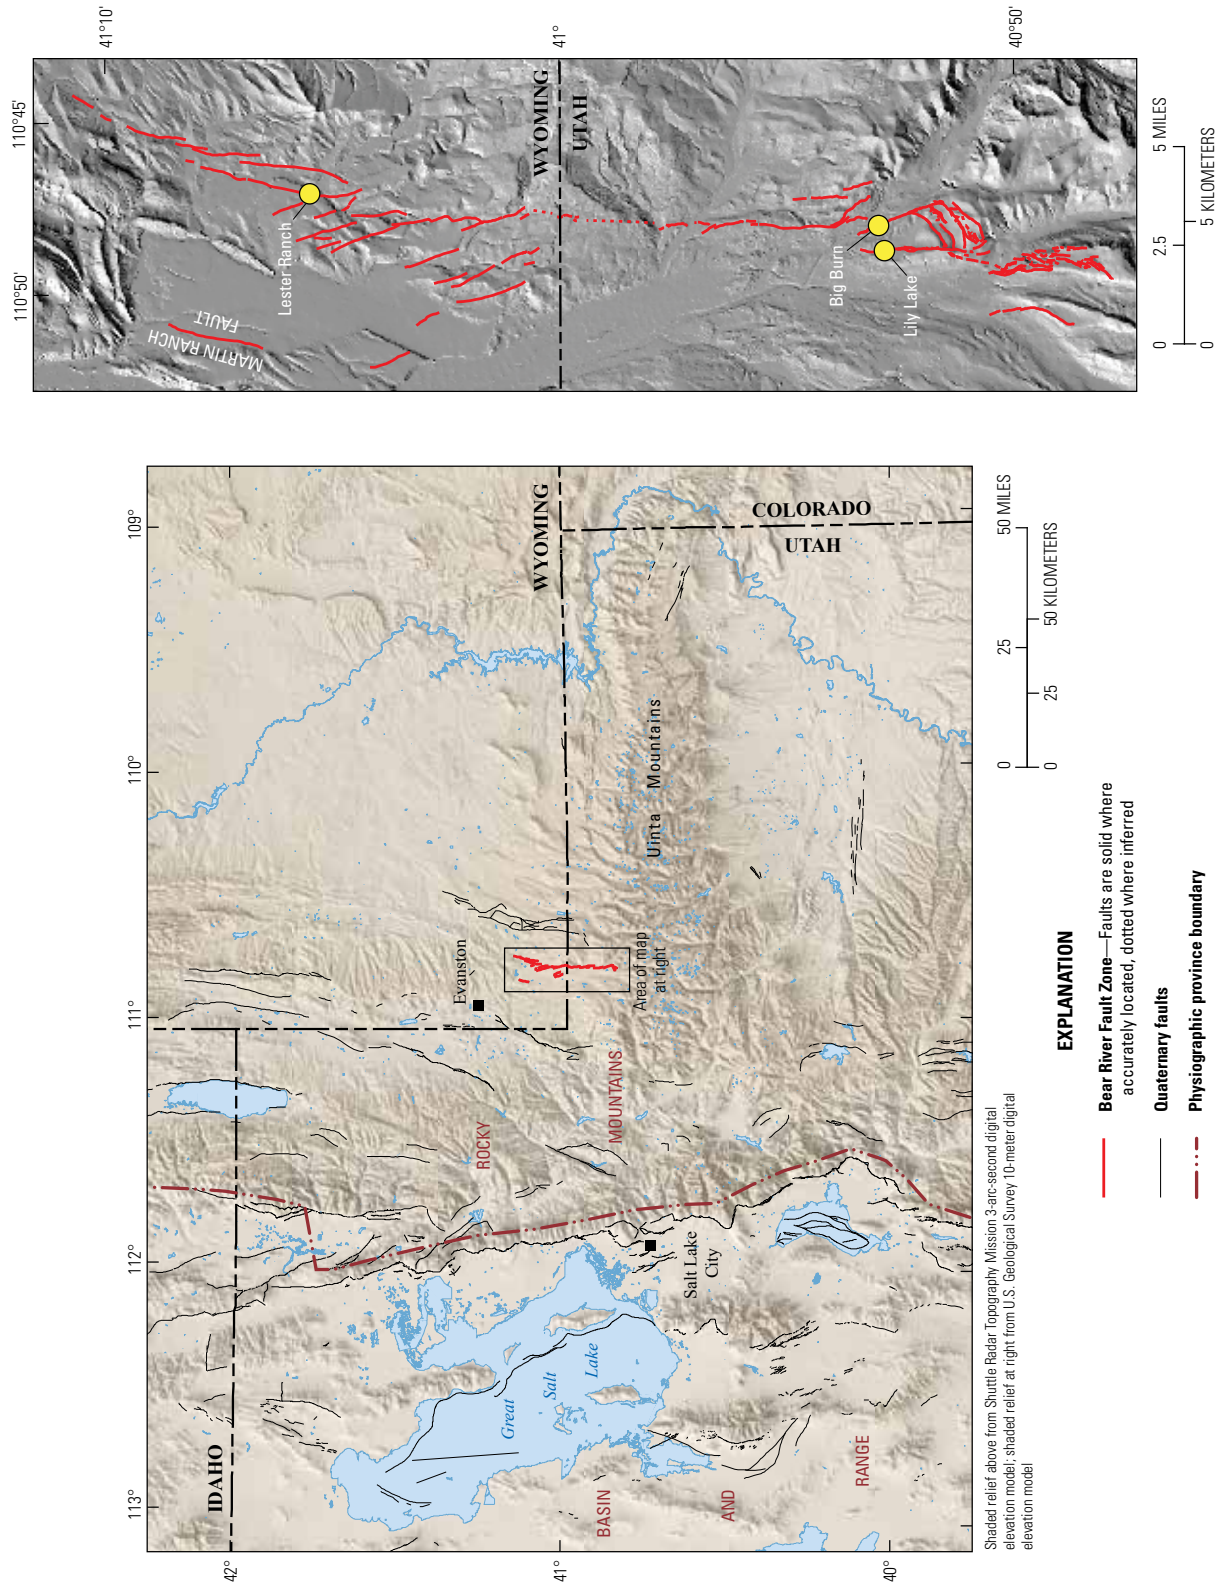 113°
112°
111°
110°
109°
42°
41°
40°
IDAHO
WYOMING
UTAH
COLORADO
Evanston
ROCKY
MOUNTAINS
Area of map
at right
Uinta Mountains
Great
Salt
Lake
Salt Lake
City
BASIN
AND
RANGE
Shaded relief above from Shuttle Radar Topography Mission 3-arc-second digital
elevation model; shaded relief at right from U.S. Geological Survey 10-meter digital
elevation model
0 25 50 MILES
0 25 50 KILOMETERS
EXPLANATION
Bear River Fault Zone—Faults are solid where
accurately located, dotted where inferred
Quaternary faults
Physiographic province boundary
110°50'
110°45'
41°10'
41°
40°50'
MARTIN RANCH
FAULT
Lester Ranch
WYOMING
UTAH
Big Burn
Lily Lake
0 2.5 5 MILES
0 5 KILOMETERS